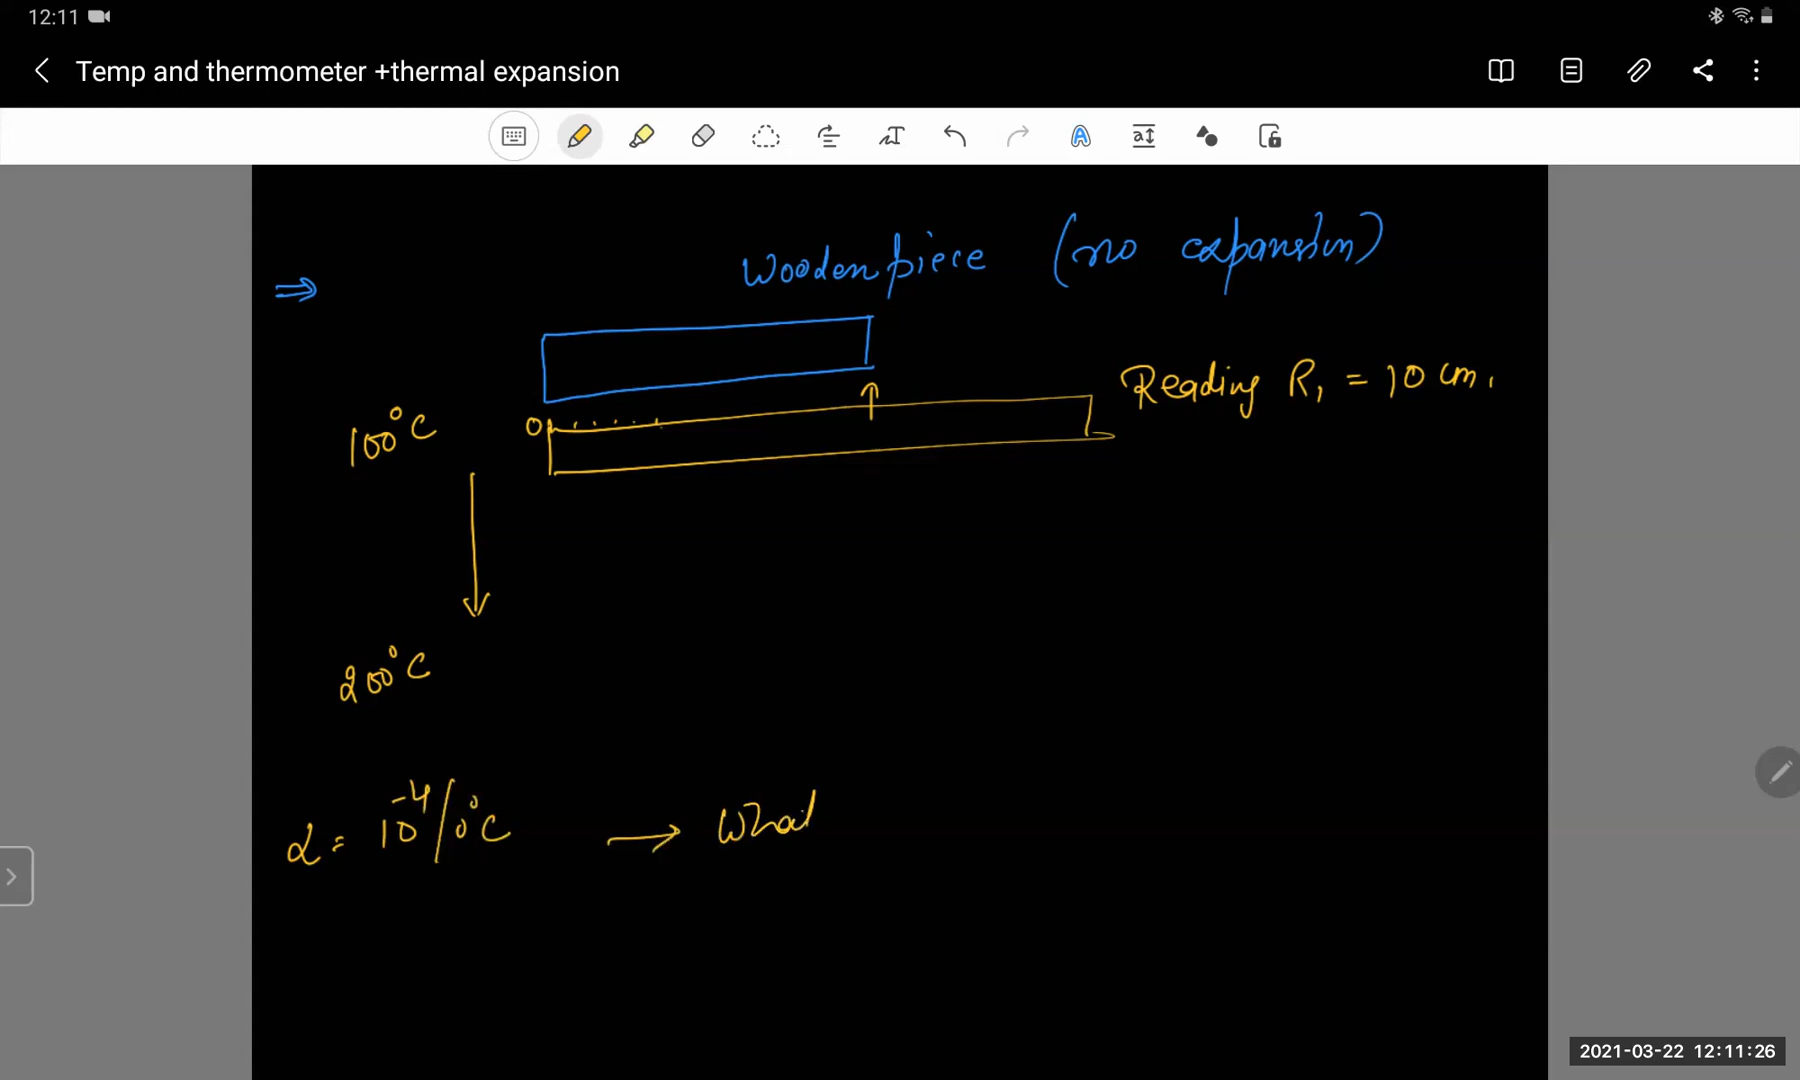 12:11
Temp and thermometer +thermal expansion
Wooden piece (no expansion)
⇒
Reading R₁ = 10 cm.
100°C
0
200°C
α = 10⁻⁴/°C → What
2021-03-22 12:11:26